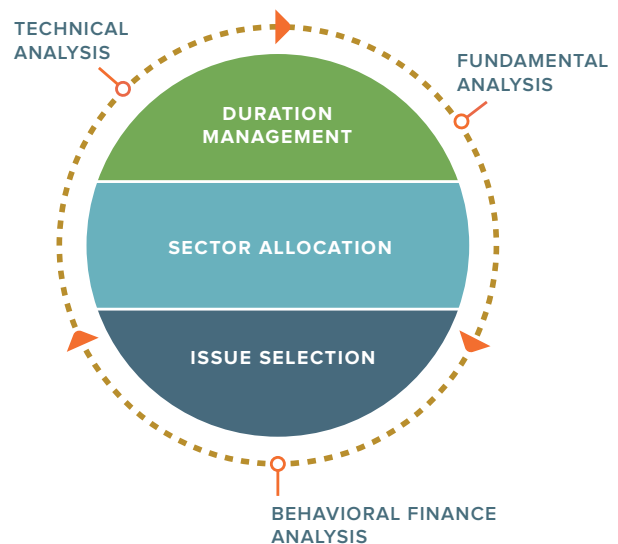 TECHNICAL
ANALYSIS
FUNDAMENTAL
ANALYSIS
DURATION
MANAGEMENT
SECTOR ALLOCATION
ISSUE SELECTION
BEHAVIORAL FINANCE
ANALYSIS